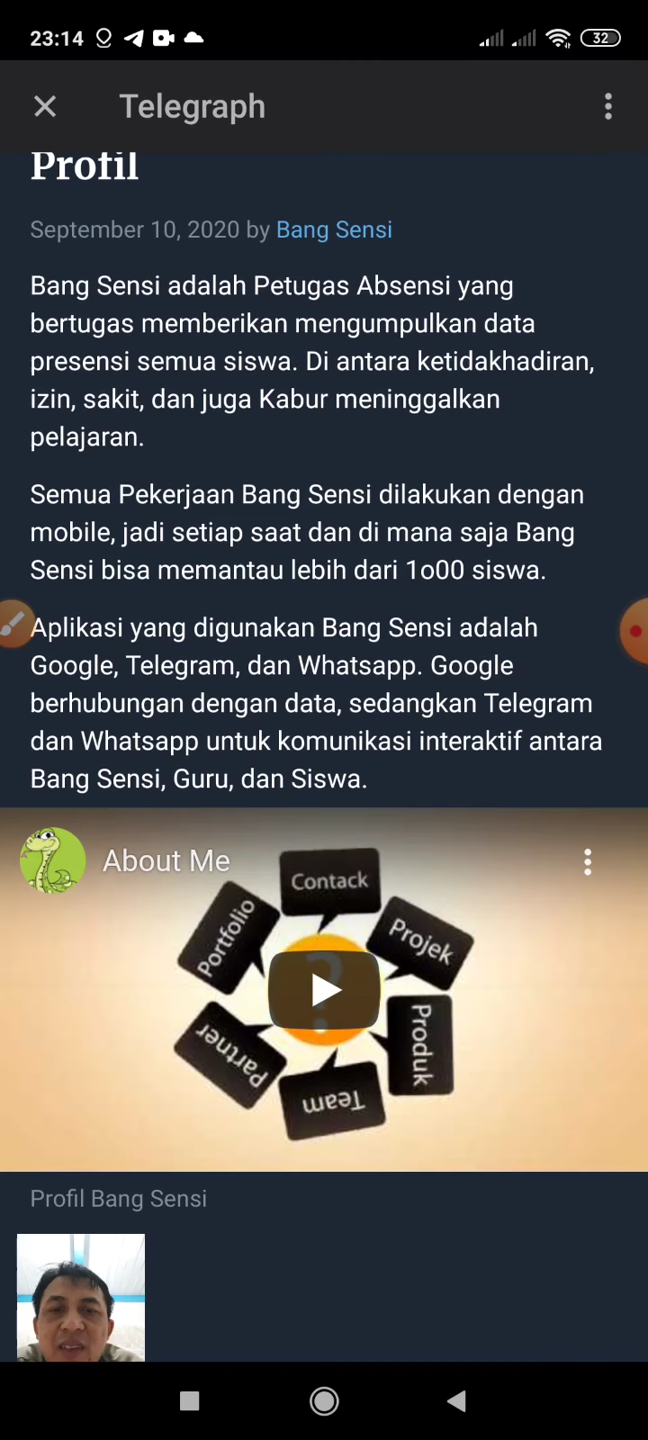 23:14
32
Telegraph
Profil
September 10, 2020 by Bang Sensi
Bang Sensi adalah Petugas Absensi yang
bertugas memberikan mengumpulkan data
presensi semua siswa. Di antara ketidakhadiran,
izin, sakit, dan juga Kabur meninggalkan
pelajaran.
Semua Pekerjaan Bang Sensi dilakukan dengan
mobile, jadi setiap saat dan di mana saja Bang
Sensi bisa memantau lebih dari 1o00 siswa.
Aplikasi yang digunakan Bang Sensi adalah
Google, Telegram, dan Whatsapp. Google
berhubungan dengan data, sedangkan Telegram
dan Whatsapp untuk komunikasi interaktif antara
Bang Sensi, Guru, dan Siswa.
About Me
Contack
Portfolio
Projek
?
Produk
Partner
Team
Profil Bang Sensi